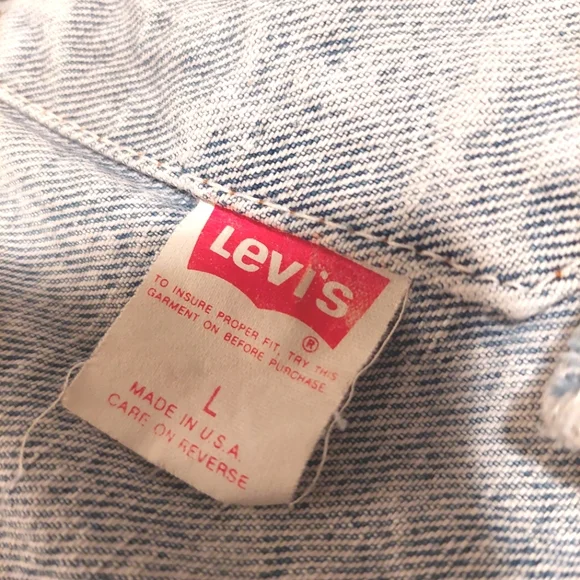 Levi's ®
TO INSURE PROPER FIT, TRY THIS
GARMENT ON BEFORE PURCHASE
L
MADE IN U.S.A.
CARE ON REVERSE